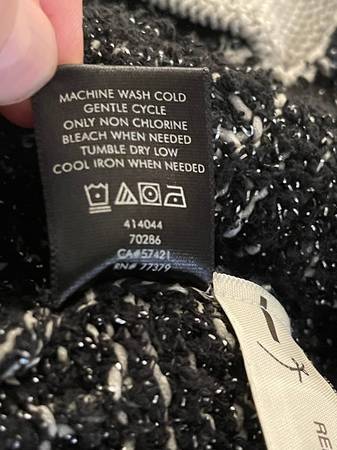 MACHINE WASH COLD
GENTLE CYCLE
ONLY NON CHLORINE
BLEACH WHEN NEEDED
TUMBLE DRY LOW
COOL IRON WHEN NEEDED
414044
70286
CA#57421
RN# 77379
RE